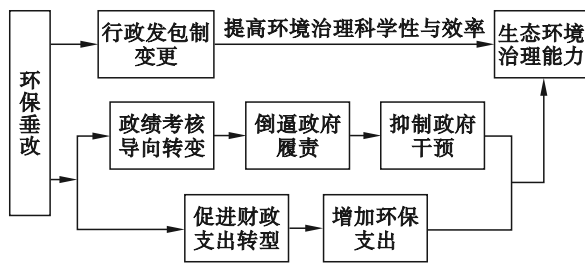 环保垂改
行政发包制
变更
提高环境治理科学性与效率
生态环境
治理能力
政绩考核
导向转变
倒逼政府
履责
抑制政府
干预
促进财政
支出转型
增加环保
支出